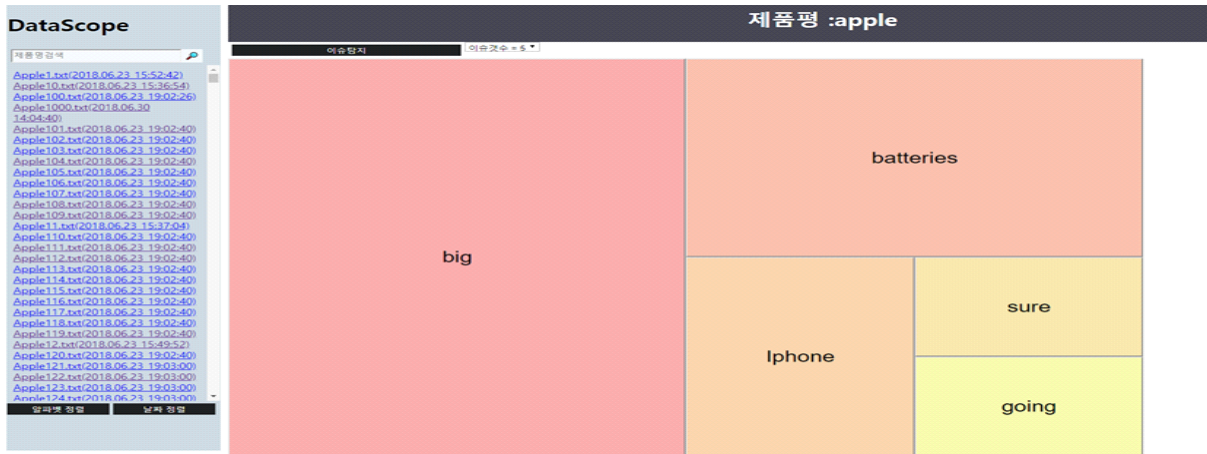 DataScope
제품명검색
Apple1.txt(2018.06.23 15:52:42)
Apple10.txt(2018.06.23 15:36:54)
Apple100.txt(2018.06.23 19:02:26)
Apple1000.txt(2018.06.30
14:04:40)
Apple101.txt(2018.06.23 19:02:40)
Apple102.txt(2018.06.23 19:02:40)
Apple103.txt(2018.06.23 19:02:40)
Apple104.txt(2018.06.23 19:02:40)
Apple105.txt(2018.06.23 19:02:40)
Apple106.txt(2018.06.23 19:02:40)
Apple107.txt(2018.06.23 19:02:40)
Apple108.txt(2018.06.23 19:02:40)
Apple109.txt(2018.06.23 19:02:40)
Apple11.txt(2018.06.23 15:37:04)
Apple110.txt(2018.06.23 19:02:40)
Apple111.txt(2018.06.23 19:02:40)
Apple112.txt(2018.06.23 19:02:40)
Apple113.txt(2018.06.23 19:02:40)
Apple114.txt(2018.06.23 19:02:40)
Apple115.txt(2018.06.23 19:02:40)
Apple116.txt(2018.06.23 19:02:40)
Apple117.txt(2018.06.23 19:02:40)
Apple118.txt(2018.06.23 19:02:40)
Apple119.txt(2018.06.23 19:02:40)
Apple12.txt(2018.06.23 15:49:52)
Apple120.txt(2018.06.23 19:02:40)
Apple121.txt(2018.06.23 19:03:00)
Apple122.txt(2018.06.23 19:03:00)
Apple123.txt(2018.06.23 19:03:00)
Apple124.txt(2018.06.23 19:03:00)
알파벳 정렬
날짜 정렬
제품평 :apple
이슈탐지
이슈갯수 = 5
big
batteries
Iphone
sure
going